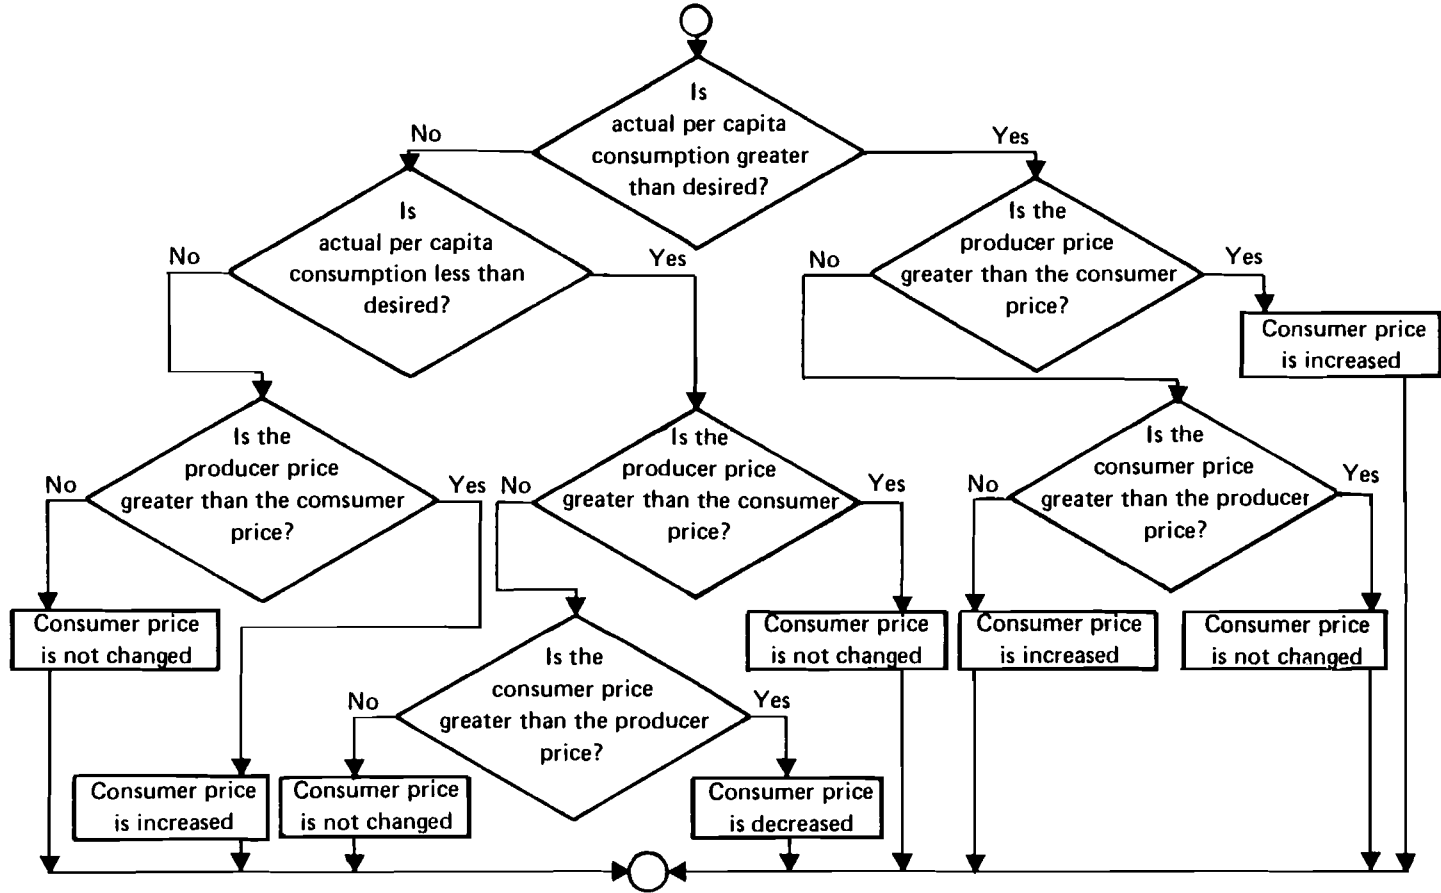 Is
actual per capita
consumption greater
than desired?
No
Yes
Is
actual per capita
consumption less than
desired?
No
Yes
Is the
producer price
greater than the consumer
price?
No
Yes
Consumer price
is increased
Is the
producer price
greater than the comsumer
price?
No
Yes
Is the
producer price
greater than the consumer
price?
No
Yes
Is the
consumer price
greater than the producer
price?
No
Yes
Consumer price
is not changed
Consumer price
is not changed
Consumer price
is increased
Consumer price
is not changed
Is the
consumer price
greater than the producer
price?
No
Yes
Consumer price
is increased
Consumer price
is not changed
Consumer price
is decreased